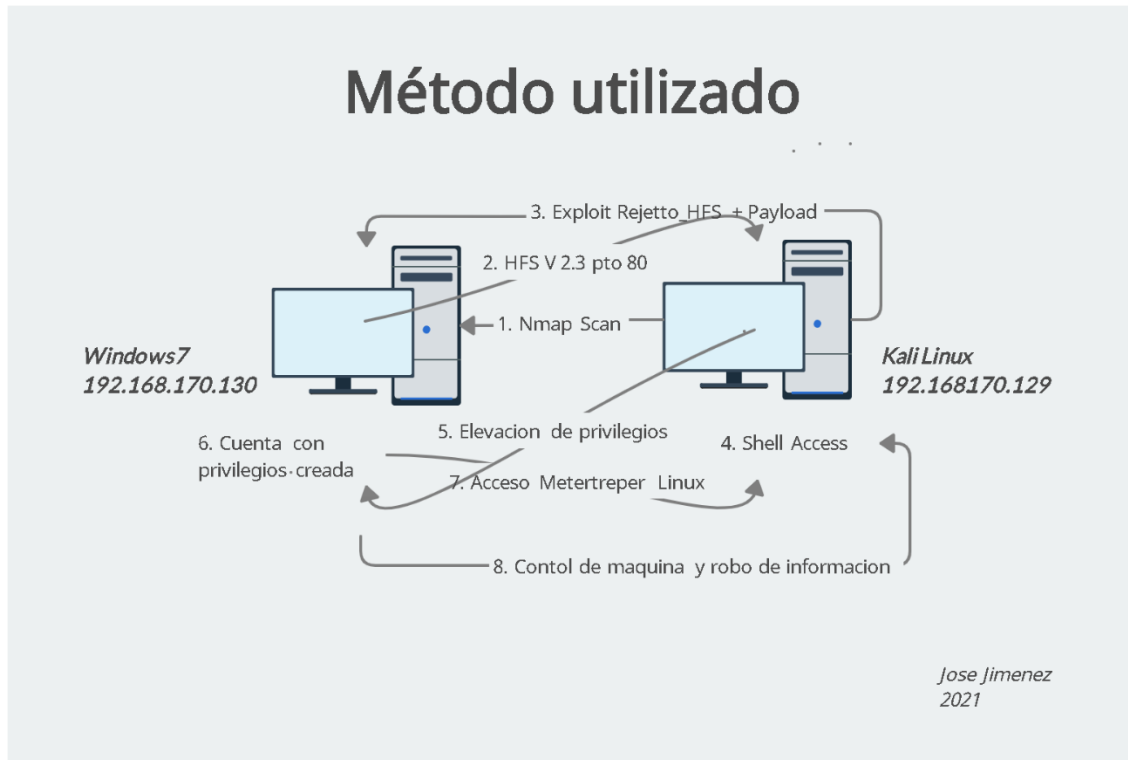 Método utilizado
3. Exploit Rejetto_HFS + Payload
2. HFS V 2.3 pto 80
1. Nmap Scan
Windows7
192.168.170.130
Kali Linux
192.168170.129
5. Elevacion de privilegios
4. Shell Access
6. Cuenta con
privilegios creada
7. Acceso Metertreper Linux
8. Contol de maquina y robo de informacion
Jose Jimenez
2021